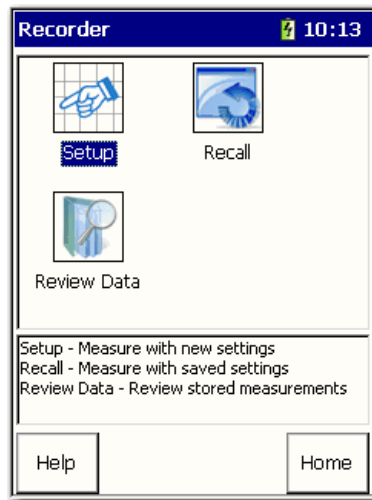 Recorder 10:13
Setup Recall
Review Data
Setup - Measure with new settings
Recall - Measure with saved settings
Review Data - Review stored measurements
Help Home